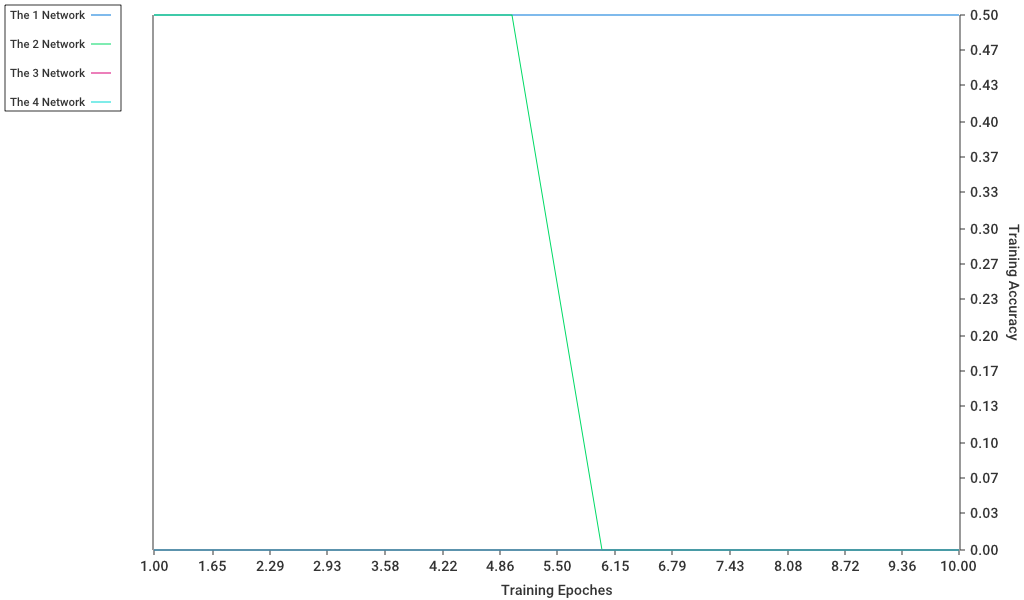 The 1 Network
The 2 Network
The 3 Network
The 4 Network
0.50
0.47
0.43
0.40
0.37
0.33
0.30
0.27
0.23
0.20
0.17
0.13
0.10
0.07
0.03
0.00
Training Accuracy
1.00 1.65 2.29 2.93 3.58 4.22 4.86 5.50 6.15 6.79 7.43 8.08 8.72 9.36 10.00
Training Epoches